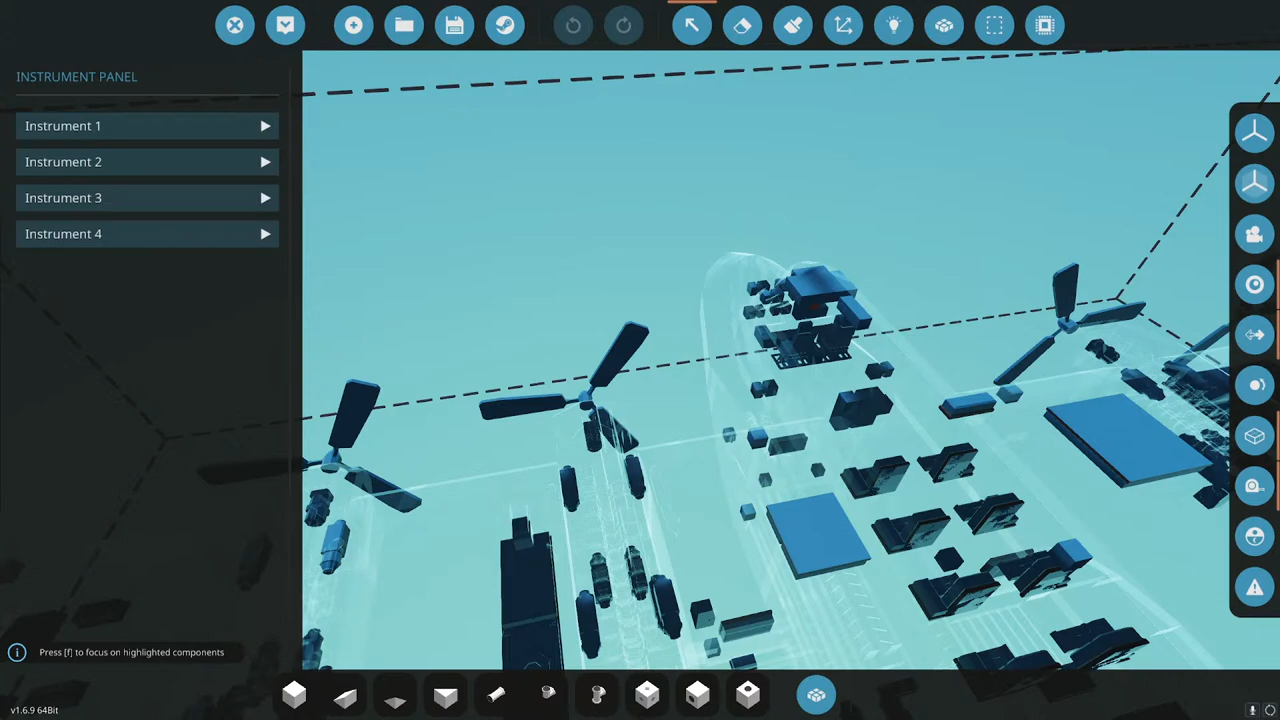 INSTRUMENT PANEL
Instrument 1
Instrument 2
Instrument 3
Instrument 4
Press [f] to focus on highlighted components
v1.6.9 64Bit